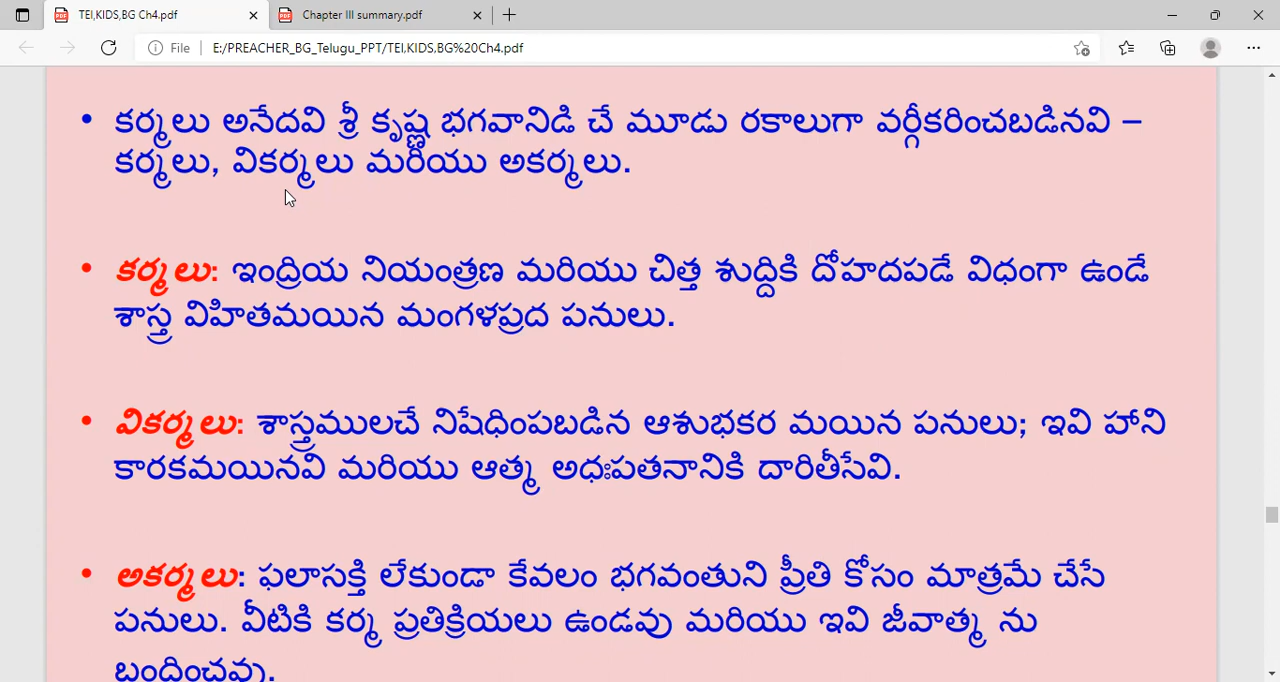 TEI,KIDS,BG Ch4.pdf
Chapter III summary.pdf
File
E:/PREACHER_BG_Telugu_PPT/TEI,KIDS,BG%20Ch4.pdf
• కర్మలు అనేదవి శ్రీ కృష్ణ భగవానిడి చే మూడు రకాలుగా వర్గీకరించబడినవి –
కర్మలు, వికర్మలు మరియు అకర్మలు.
• కర్మలు: ఇంద్రియ నియంత్రణ మరియు చిత్త శుద్దికి దోహదపడే విధంగా ఉండే
శాస్త్ర విహితమయిన మంగళప్రద పనులు.
• వికర్మలు: శాస్త్రములచే నిషేధింపబడిన ఆశుభకర మయిన పనులు; ఇవి హాని
కారకమయినవి మరియు ఆత్మ అధఃపతనానికి దారితీసేవి.
• అకర్మలు: ఫలాసక్తి లేకుండా కేవలం భగవంతుని ప్రీతి కోసం మాత్రమే చేసే
పనులు. వీటికి కర్మ ప్రతిక్రియలు ఉండవు మరియు ఇవి జీవాత్మ ను
బందించవు.